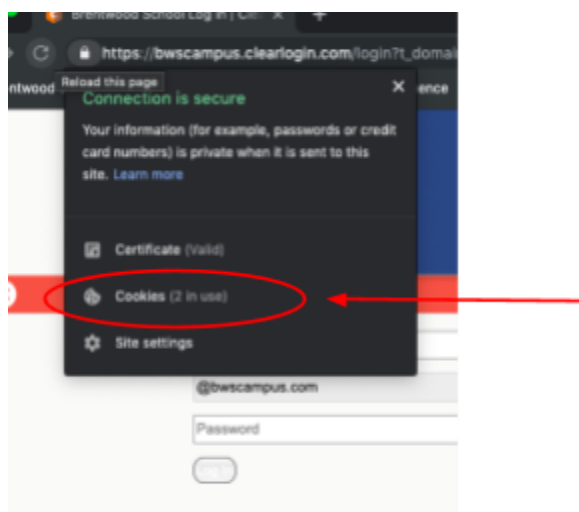 Brentwood School Log In | Cle
https://bwscampus.clearlogin.com/login?t_domai
ntwood
Reload this page
ence
Connection is secure
Your information (for example, passwords or credit
card numbers) is private when it is sent to this
site. Learn more
Certificate (Valid)
Cookies (2 in use)
Site settings
@bwscampus.com
Password